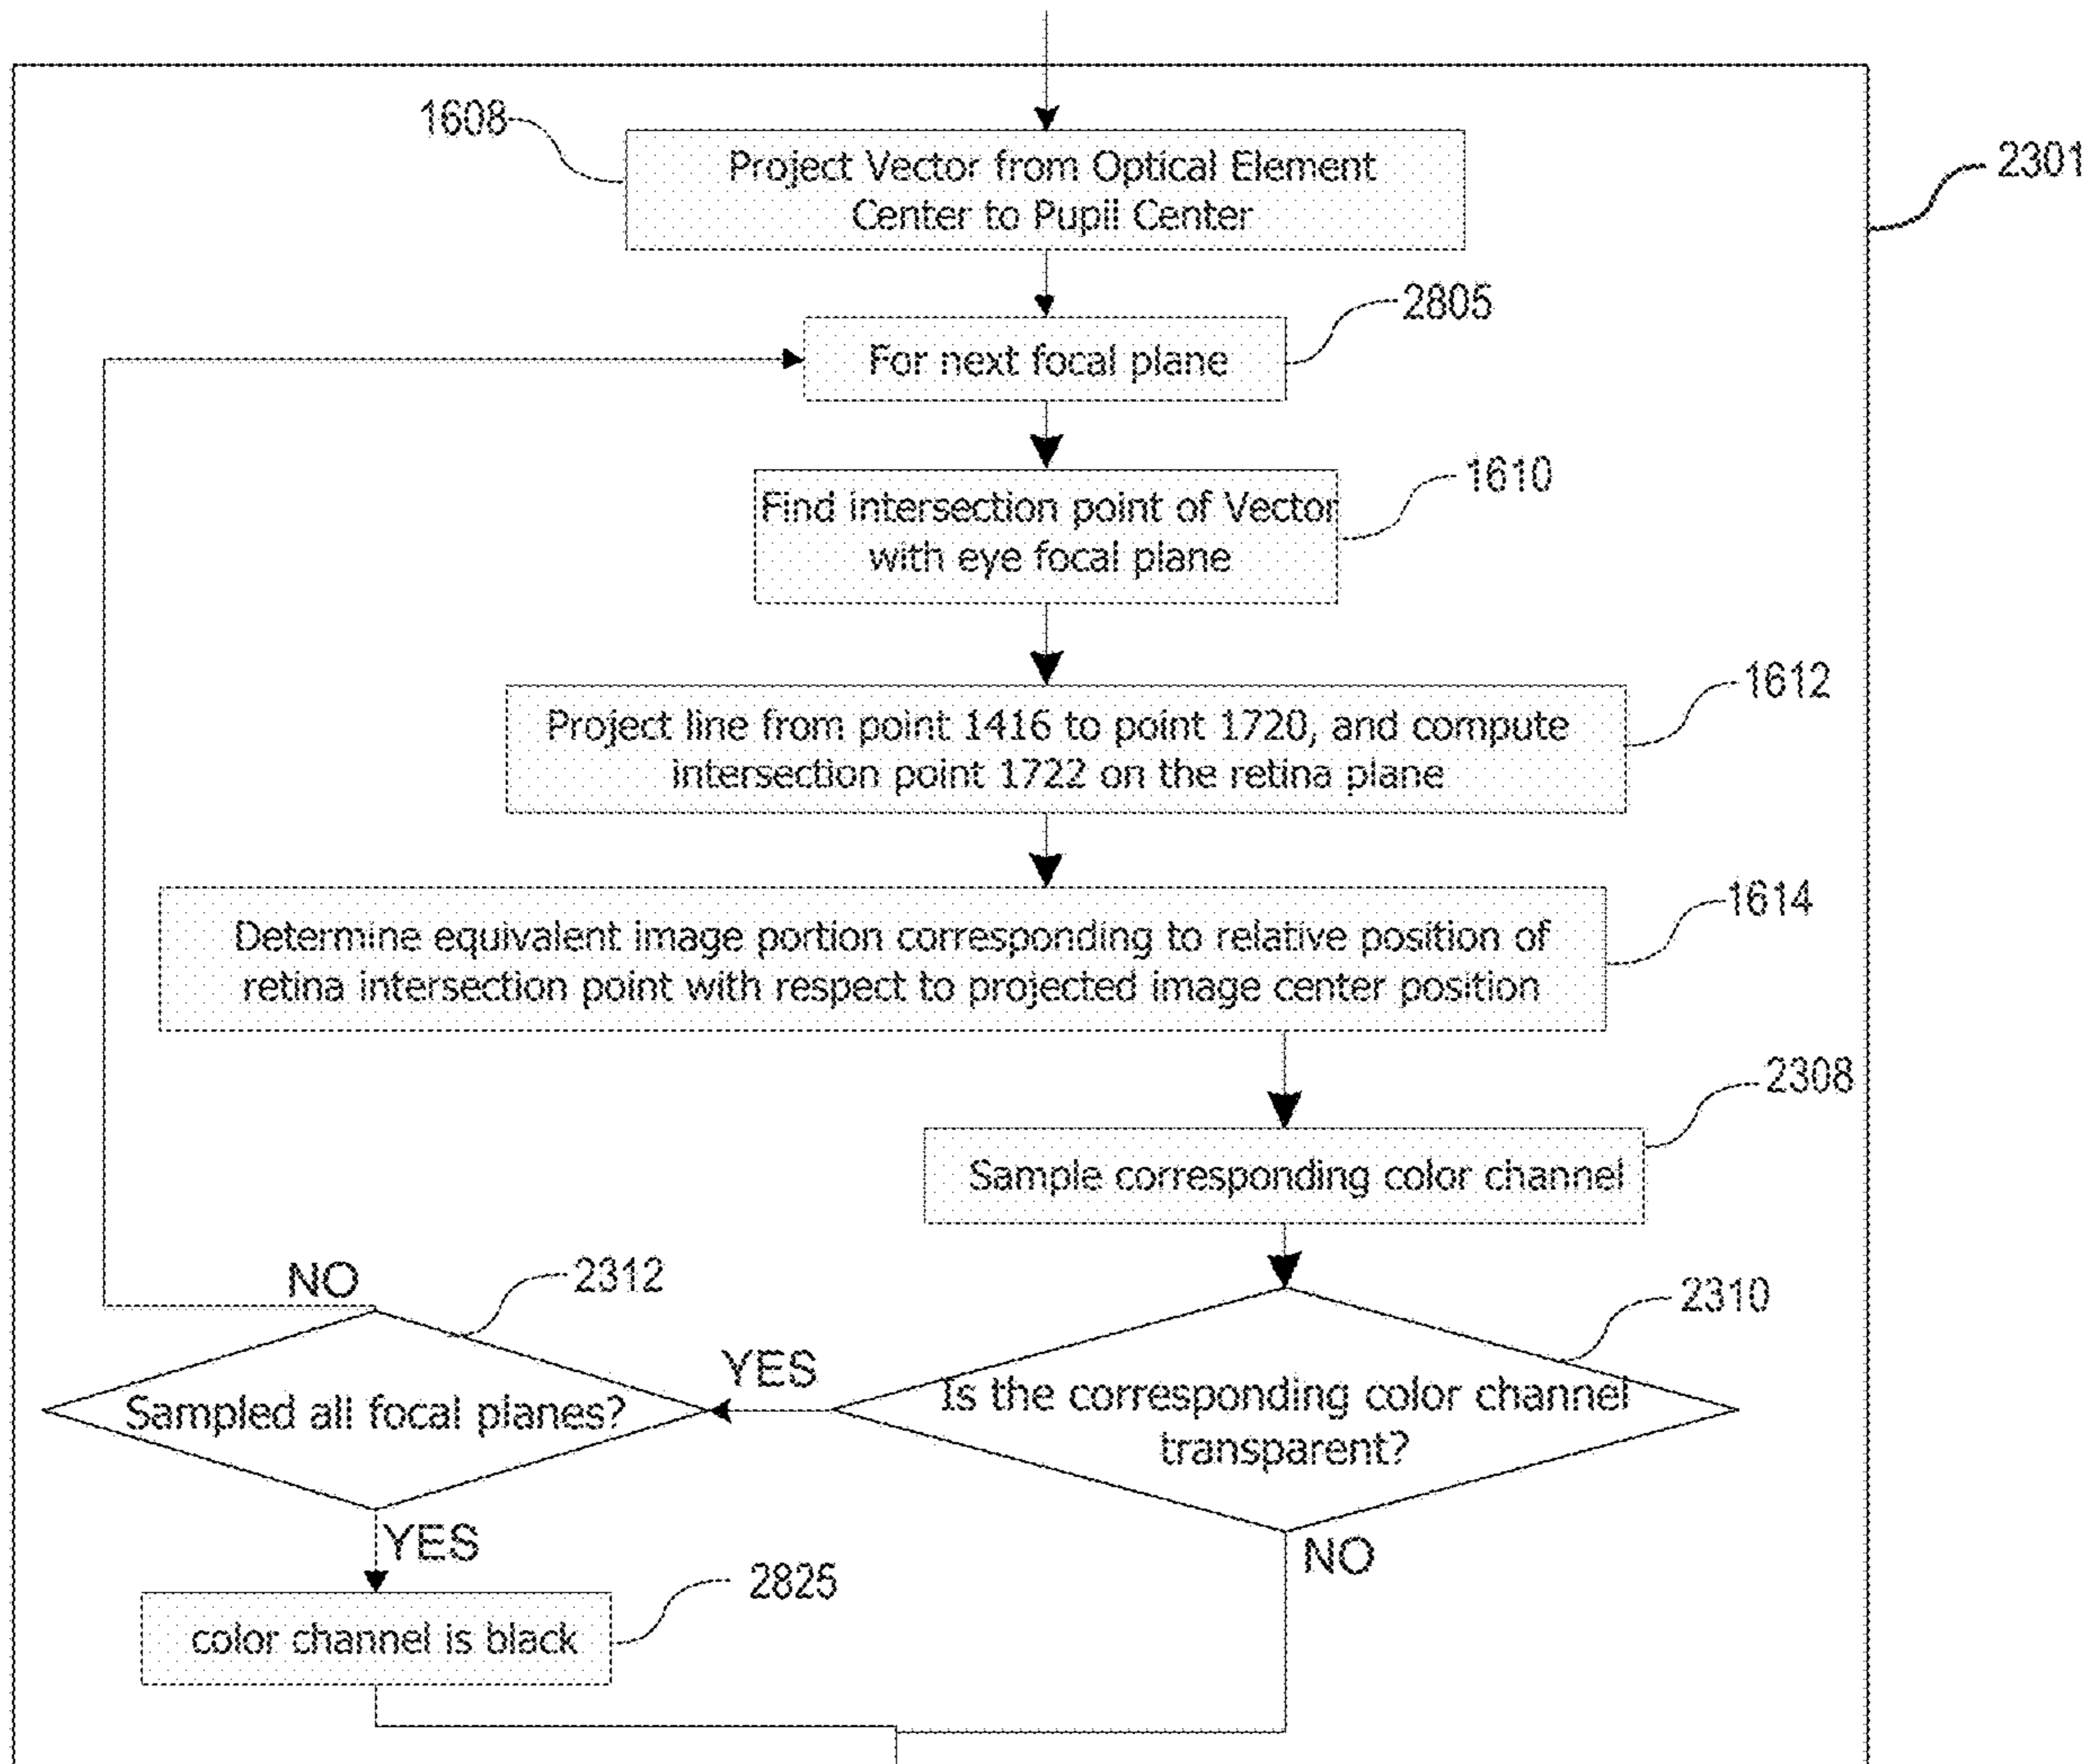 1608
Project Vector from Optical Element
Center to Pupil Center
2301
2805
For next focal plane
1610
Find intersection point of Vector
with eye focal plane
1612
Project line from point 1416 to point 1720, and compute
intersection point 1722 on the retina plane
1614
Determine equivalent image portion corresponding to relative position of
retina intersection point with respect to projected image center position
2308
Sample corresponding color channel
NO
2312
2310
YES
Sampled all focal planes?
Is the corresponding color channel
transparent?
YES
NO
2825
color channel is black